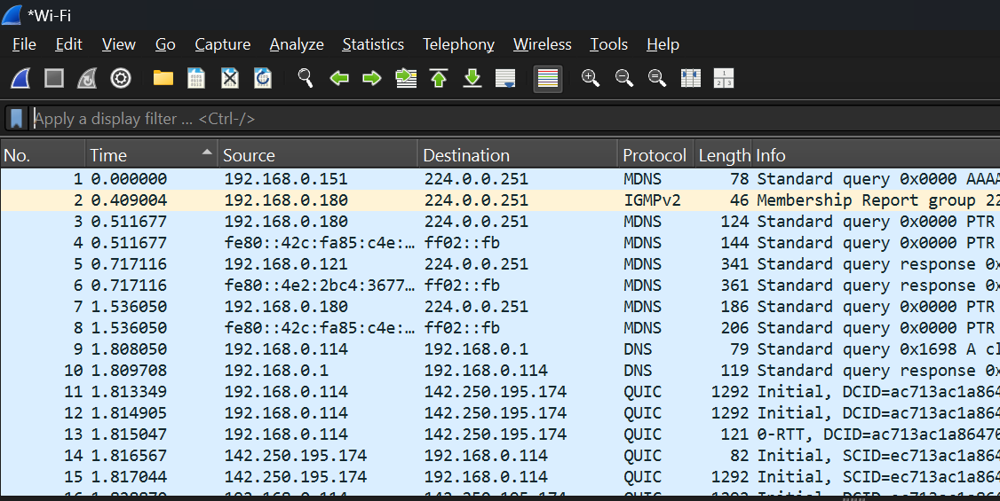 *Wi-Fi
File Edit View Go Capture Analyze Statistics Telephony Wireless Tools Help
Apply a display filter ... <Ctrl-/>
No. Time Source Destination Protocol Length Info
1 0.000000 192.168.0.151 224.0.0.251 MDNS 78 Standard query 0x0000 AAAA
2 0.409004 192.168.0.180 224.0.0.251 IGMPv2 46 Membership Report group 22
3 0.511677 192.168.0.180 224.0.0.251 MDNS 124 Standard query 0x0000 PTR
4 0.511677 fe80::42c:fa85:c4e:… ff02::fb MDNS 144 Standard query 0x0000 PTR
5 0.717116 192.168.0.121 224.0.0.251 MDNS 341 Standard query response 0x
6 0.717116 fe80::4e2:2bc4:3677… ff02::fb MDNS 361 Standard query response 0x
7 1.536050 192.168.0.180 224.0.0.251 MDNS 186 Standard query 0x0000 PTR
8 1.536050 fe80::42c:fa85:c4e:… ff02::fb MDNS 206 Standard query 0x0000 PTR
9 1.808050 192.168.0.114 192.168.0.1 DNS 79 Standard query 0x1698 A cl
10 1.809708 192.168.0.1 192.168.0.114 DNS 119 Standard query response 0x
11 1.813349 192.168.0.114 142.250.195.174 QUIC 1292 Initial, DCID=ac713ac1a864
12 1.814905 192.168.0.114 142.250.195.174 QUIC 1292 Initial, DCID=ac713ac1a864
13 1.815047 192.168.0.114 142.250.195.174 QUIC 121 0-RTT, DCID=ac713ac1a8647
14 1.816567 142.250.195.174 192.168.0.114 QUIC 82 Initial, SCID=ec713ac1a864
15 1.817044 142.250.195.174 192.168.0.114 QUIC 1292 Initial, SCID=ec713ac1a864